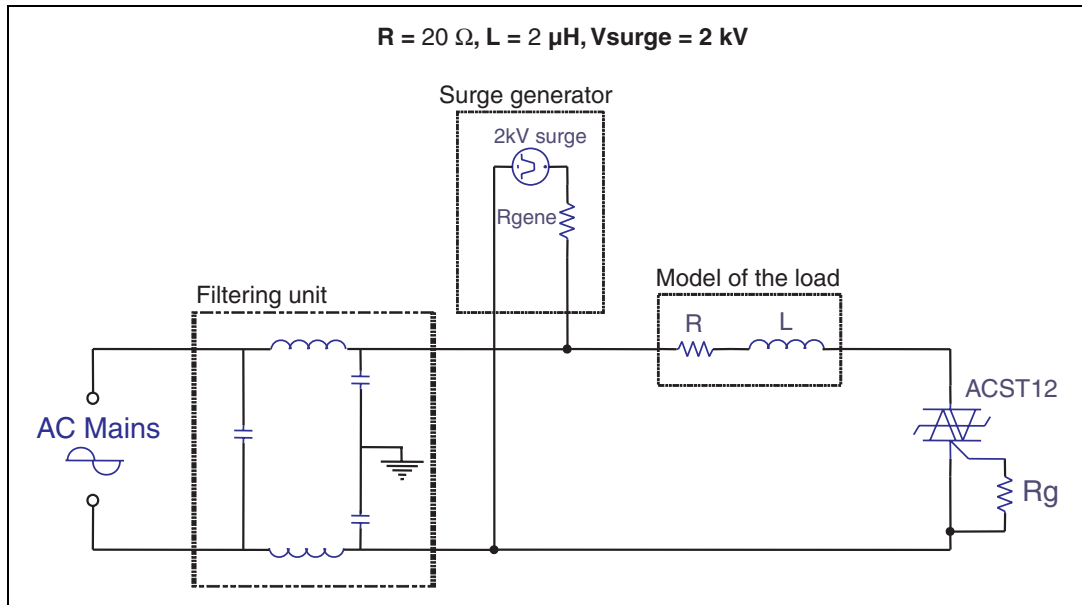 R = 20 Ω, L = 2 µH, Vsurge = 2 kV
Surge generator
2kV surge
Rgene
Model of the load
Filtering unit
R
L
ACST12
AC Mains
Rg